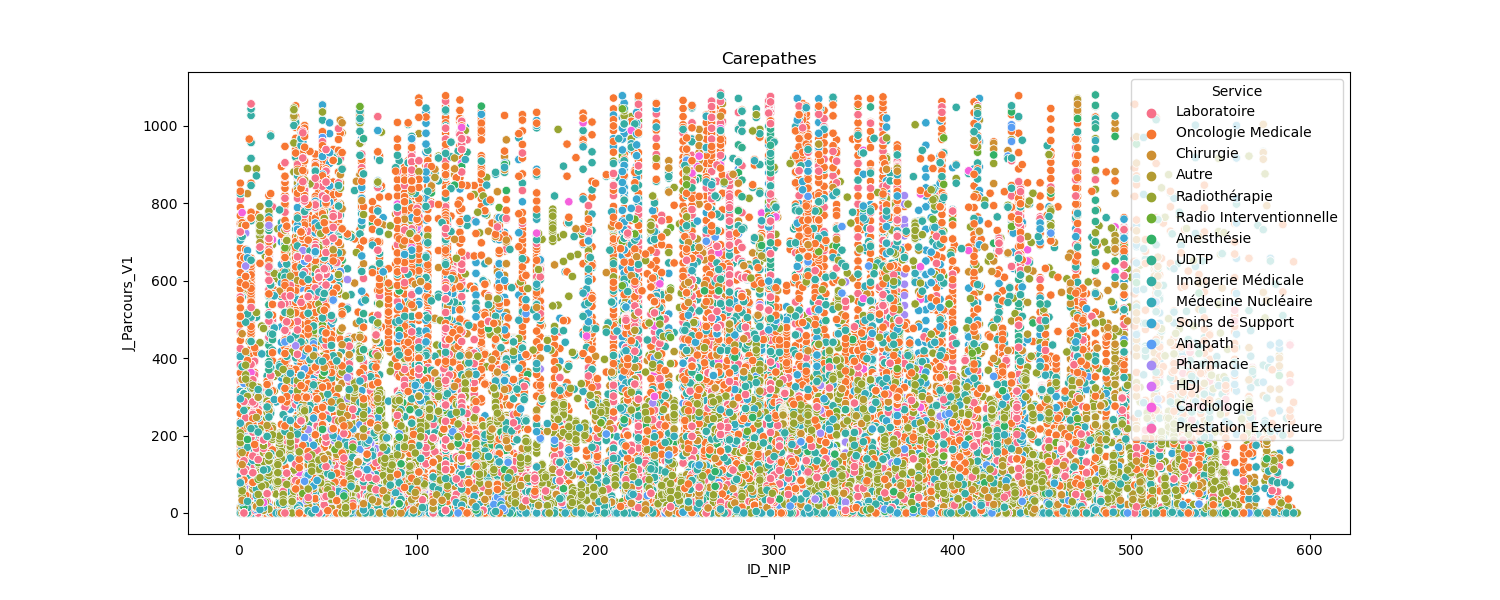 Carepathes
J_Parcours_V1
1000
800
600
400
200
0
0 100 200 300 400 500 600
ID_NIP
Service
Laboratoire
Oncologie Medicale
Chirurgie
Autre
Radiothérapie
Radio Interventionnelle
Anesthésie
UDTP
Imagerie Médicale
Médecine Nucléaire
Soins de Support
Anapath
Pharmacie
HDJ
Cardiologie
Prestation Exterieure